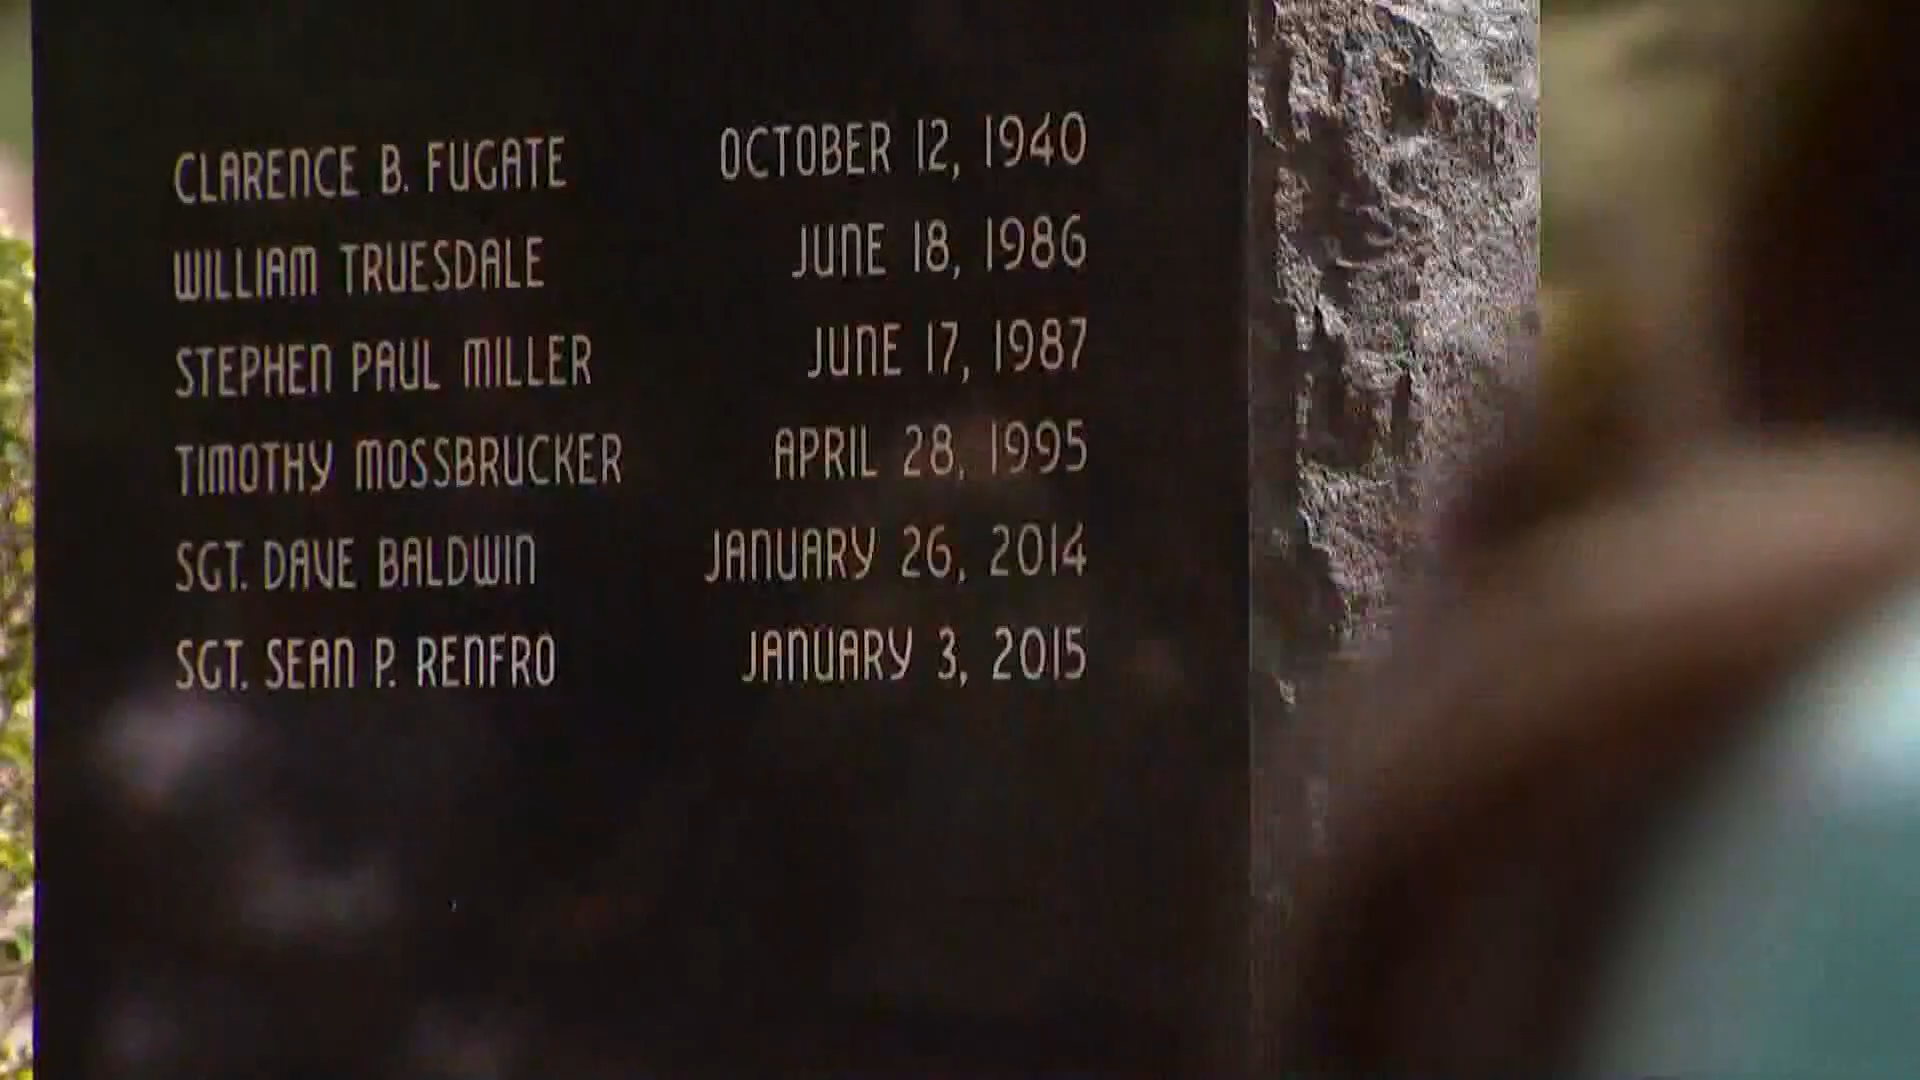 CLARENCE B. FUGATE OCTOBER 12, 1940
WILLIAM TRUESDALE JUNE 18, 1986
STEPHEN PAUL MILLER JUNE 17, 1987
TIMOTHY MOSSBRUCKER APRIL 28, 1995
SGT. DAVE BALDWIN JANUARY 26, 2014
SGT. SEAN P. RENFRO JANUARY 3, 2015